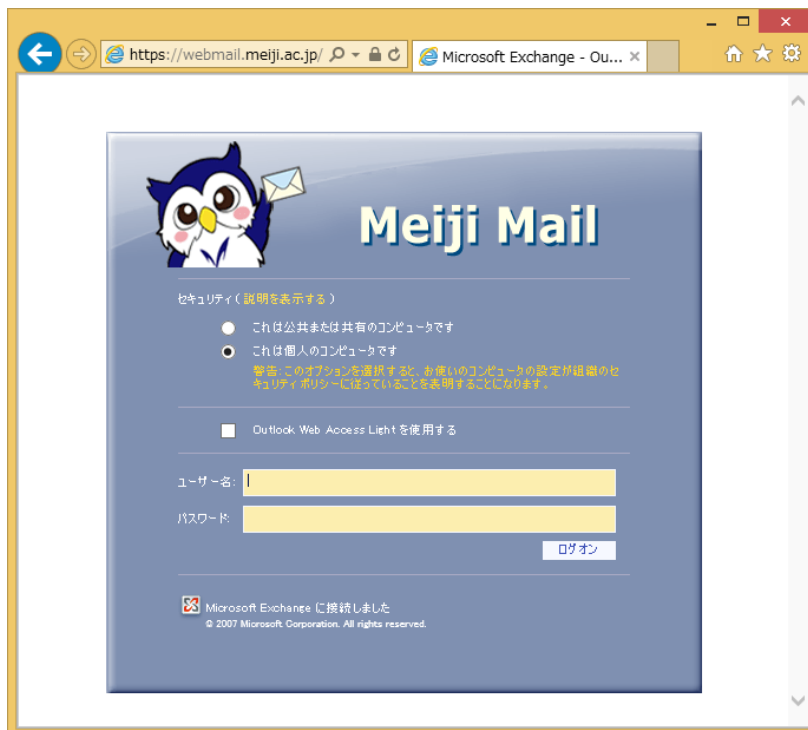 https://webmail.meiji.ac.jp/
Microsoft Exchange - Ou...
Meiji Mail
セキュリティ ( 説明を表示する )
これは公共または共有のコンピュータです
これは個人のコンピュータです
警告: このオプションを選択すると、お使いのコンピュータの設定が組織のセ
キュリティ ポリシーに従っていることを表明することになります。
Outlook Web Access Light を使用する
ユーザー名:
パスワード:
ログオン
Microsoft Exchange に接続しました
© 2007 Microsoft Corporation. All rights reserved.